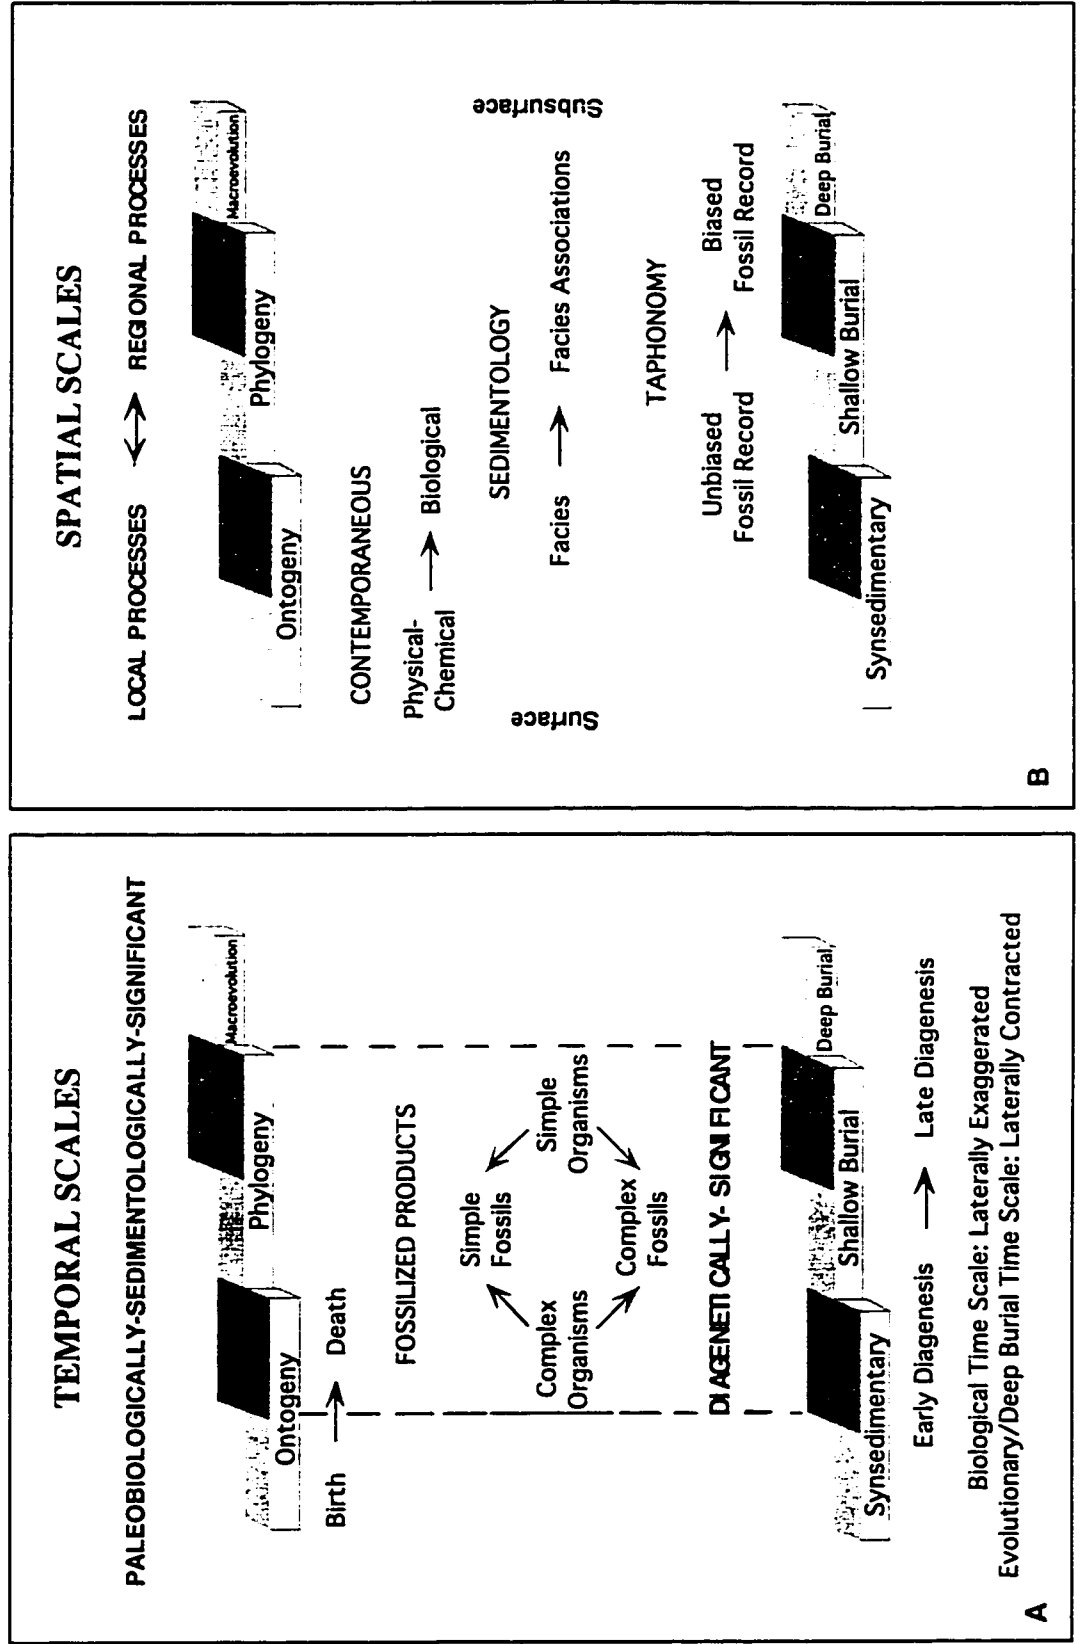 TEMPORAL SCALES
PALEOBIOLOGICALLY-SEDIMENTOLOGICALLY-SIGNIFICANT
Macroevolution
Phylogeny
Ontogeny
Birth
Death
FOSSILIZED PRODUCTS
Simple
Fossils
Complex
Organisms
Simple
Organisms
Complex
Fossils
DIAGENETICALLY- SIGNIFICANT
Deep Burial
Shallow Burial
Synsedimentary
Early Diagenesis
Late Diagenesis
Biological Time Scale: Laterally Exaggerated
Evolutionary/Deep Burial Time Scale: Laterally Contracted
A
SPATIAL SCALES
LOCAL PROCESSES
REGIONAL PROCESSES
Macroevolution
Phylogeny
Ontogeny
CONTEMPORANEOUS
Physical-
Chemical
Biological
SEDIMENTOLOGY
Facies
Facies Associations
Surface
Subsurface
TAPHONOMY
Unbiased
Fossil Record
Biased
Fossil Record
Deep Burial
Shallow Burial
Synsedimentary
B